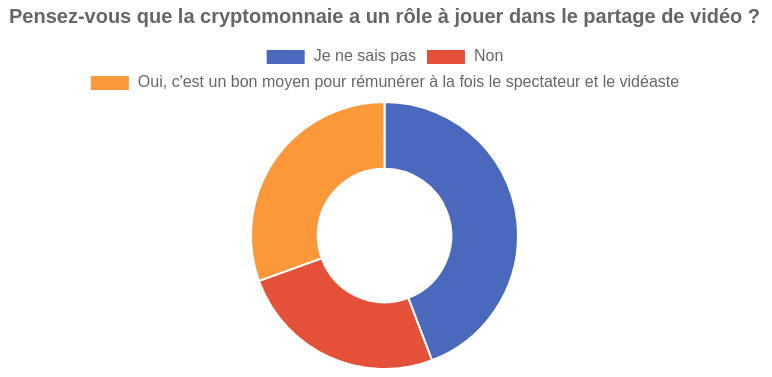 Pensez-vous que la cryptomonnaie a un rôle à jouer dans le partage de vidéo ?
Je ne sais pas Non
Oui, c'est un bon moyen pour rémunérer à la fois le spectateur et le vidéaste